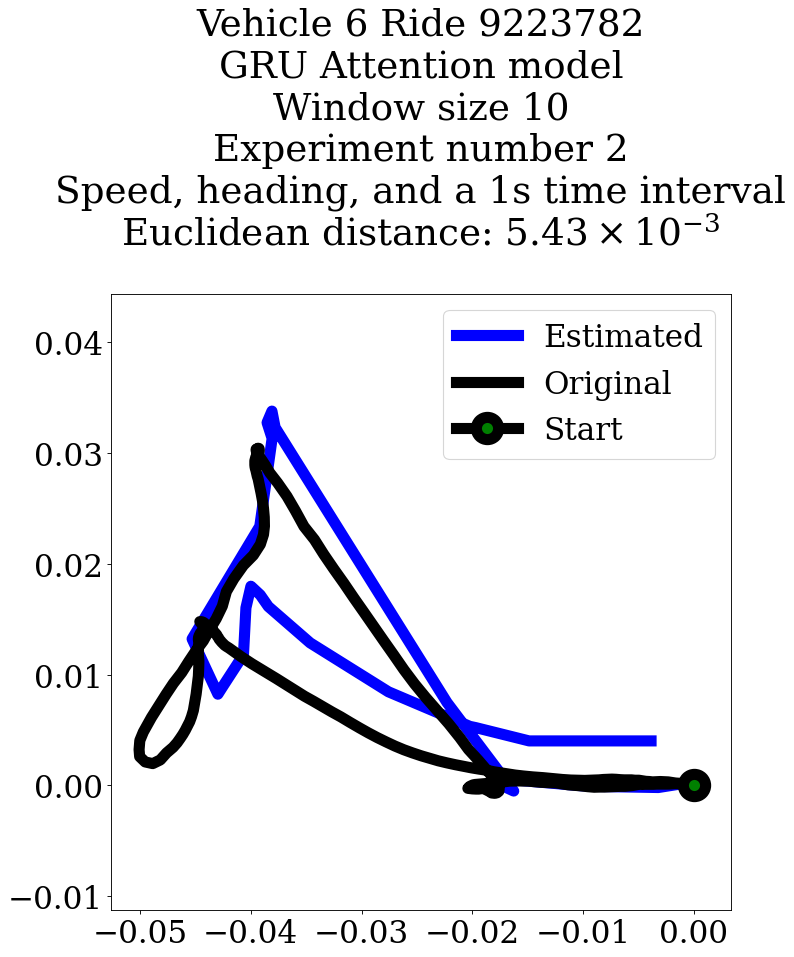 Vehicle 6 Ride 9223782
GRU Attention model
Window size 10
Experiment number 2
Speed, heading, and a 1s time interval
Euclidean distance: 5.43 × 10⁻³
Estimated
Original
Start
0.04
0.03
0.02
0.01
0.00
−0.01
−0.05 −0.04 −0.03 −0.02 −0.01 0.00